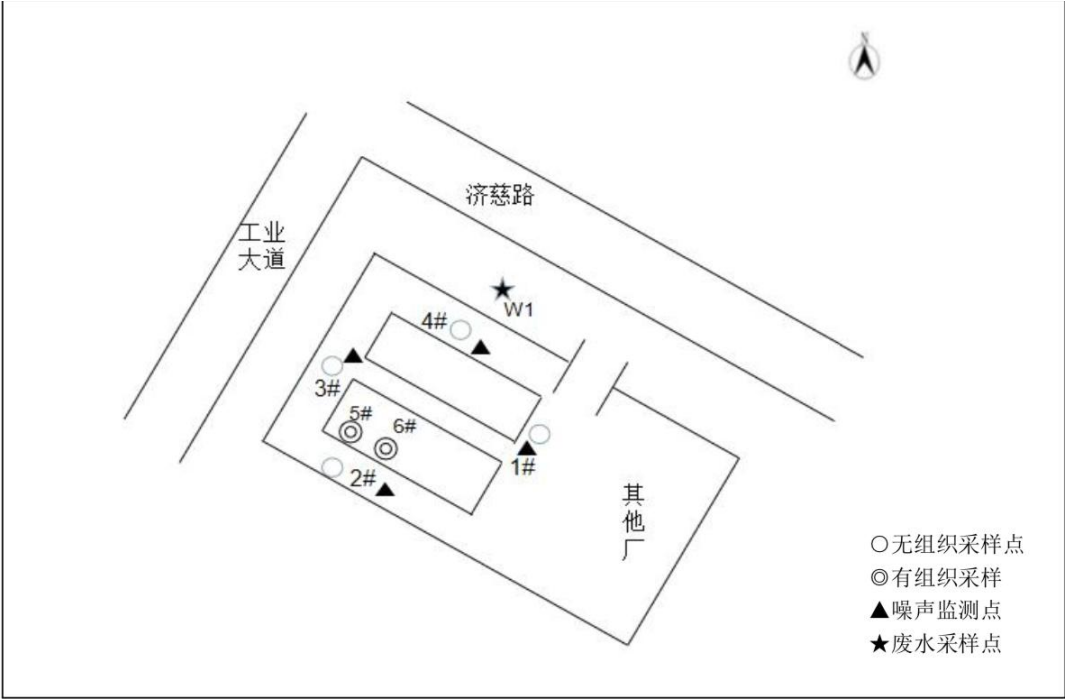 N
济慈路
工业
大道
W1
4#
3#
5#
6#
1#
2#
其
他
厂
○无组织采样点
◎有组织采样
▲噪声监测点
★废水采样点